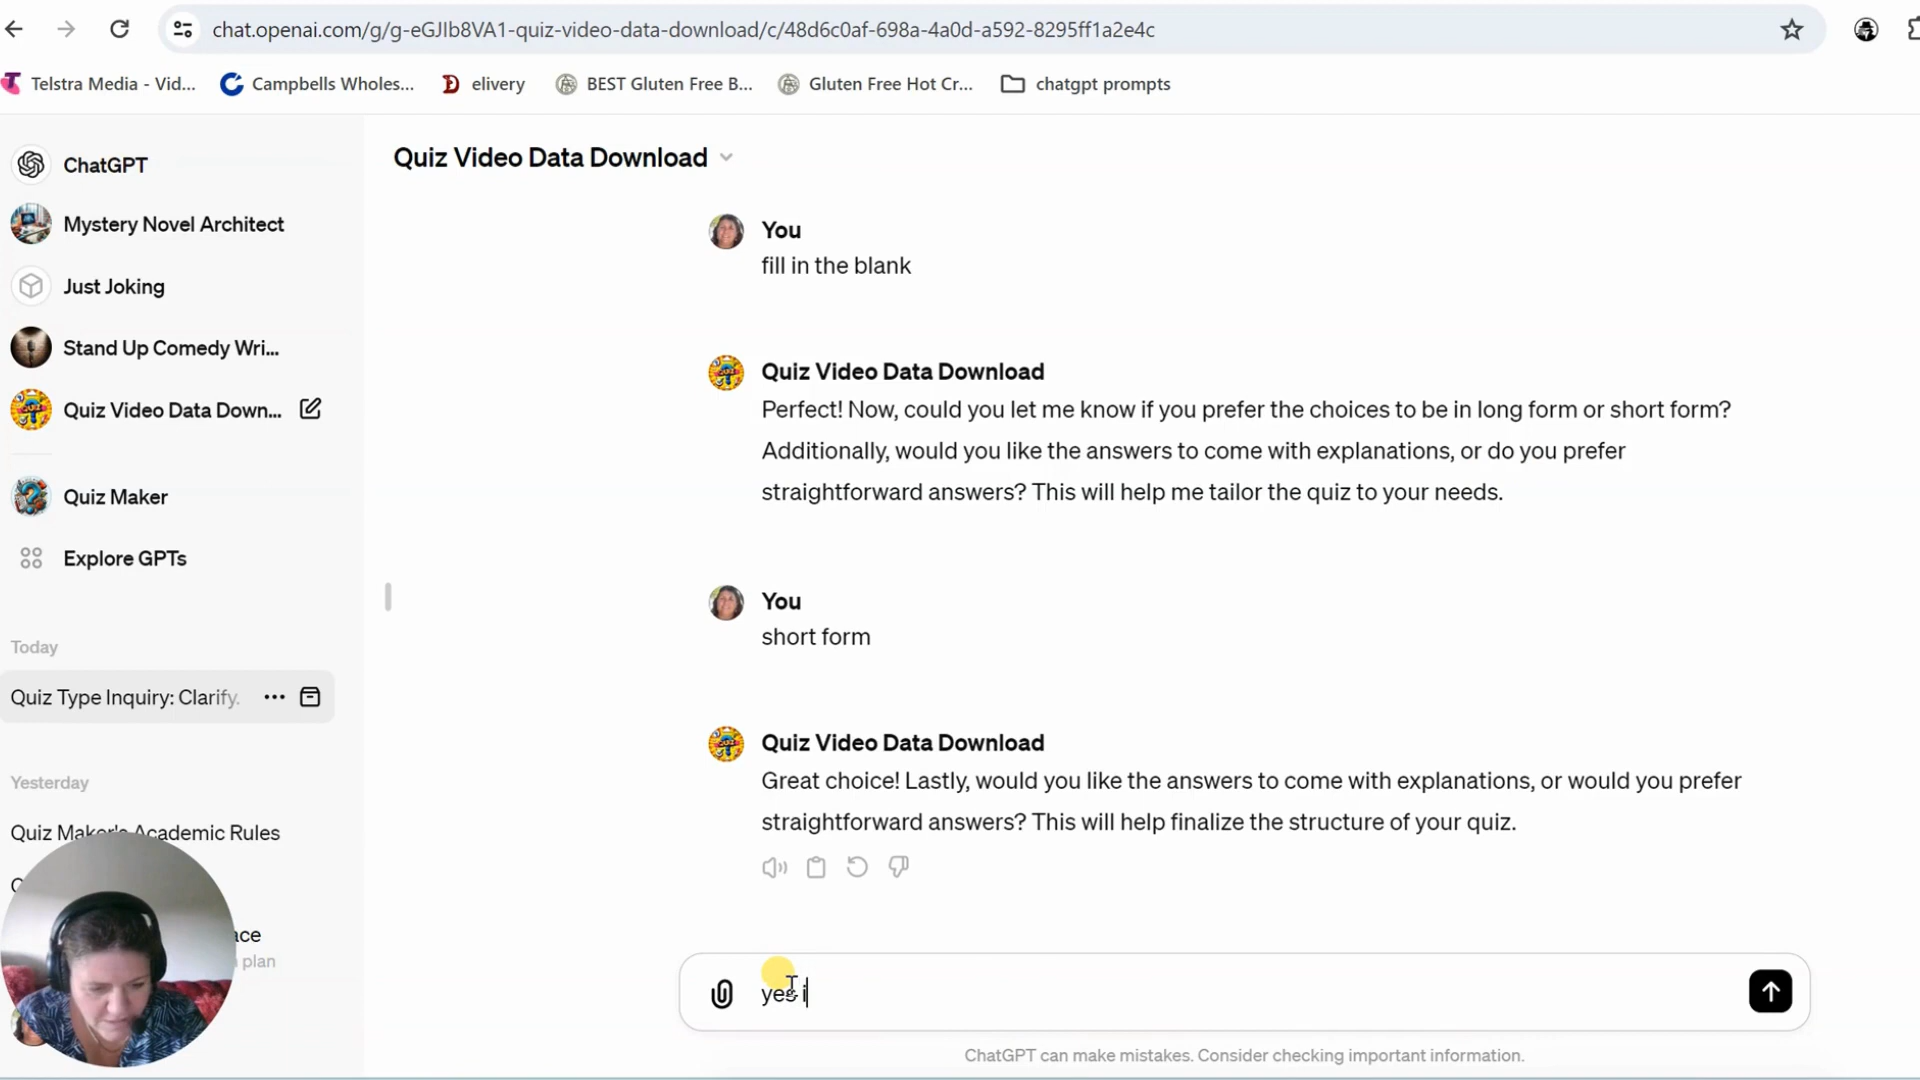 chat.openai.com/g/g-eGJIb8VA1-quiz-video-data-download/c/48d6c0af-698a-4a0d-a592-8295ff1a2e4c
Telstra Media - Vid...
Campbells Wholes...
elivery
BEST Gluten Free B...
Gluten Free Hot Cr...
chatgpt prompts
ChatGPT
Mystery Novel Architect
Just Joking
Stand Up Comedy Wri...
Quiz Video Data Down...
Quiz Maker
Explore GPTs
Today
Quiz Type Inquiry: Clarify.
Yesterday
Quiz Maker's Academic Rules
plan
Quiz Video Data Download
You
fill in the blank
Quiz Video Data Download
Perfect! Now, could you let me know if you prefer the choices to be in long form or short form?
Additionally, would you like the answers to come with explanations, or do you prefer
straightforward answers? This will help me tailor the quiz to your needs.
You
short form
Quiz Video Data Download
Great choice! Lastly, would you like the answers to come with explanations, or would you prefer
straightforward answers? This will help finalize the structure of your quiz.
yes i
ChatGPT can make mistakes. Consider checking important information.